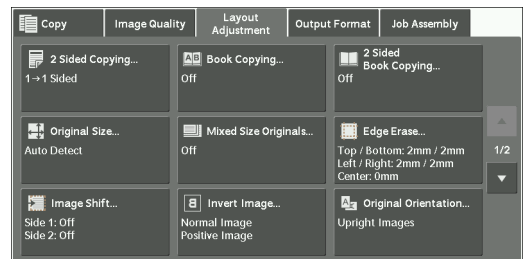 Copy
Image Quality
Layout
Adjustment
Output Format
Job Assembly
2 Sided Copying...
1→1 Sided
AB Book Copying...
Off
2 Sided
Book Copying...
Off
Original Size...
Auto Detect
Mixed Size Originals...
Off
Edge Erase...
Top / Bottom: 2mm / 2mm
Left / Right: 2mm / 2mm
Center: 0mm
1/2
Image Shift...
Side 1: Off
Side 2: Off
B Invert Image...
Normal Image
Positive Image
A Original Orientation...
Upright Images